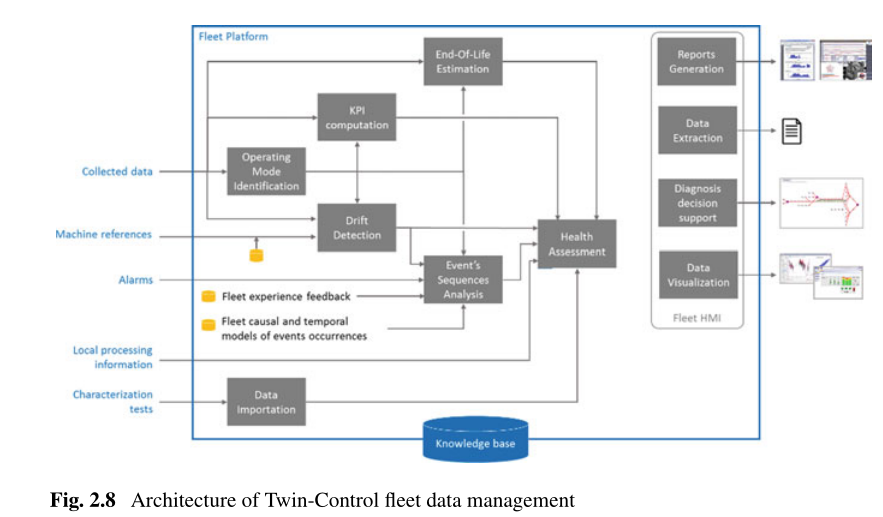 Fleet Platform
End-Of-Life
Estimation
Reports
Generation
KPI
computation
Data
Extraction
Collected data
Operating
Mode
Identification
Diagnosis
decision
support
Machine references
Drift
Detection
Health
Assessment
Alarms
Event's
Sequences
Analysis
Data
Visualization
Fleet experience feedback
Fleet causal and temporal
models of events occurrences
Fleet HMI
Local processing
information
Characterization
tests
Data
Importation
Knowledge base
Fig. 2.8 Architecture of Twin-Control fleet data management